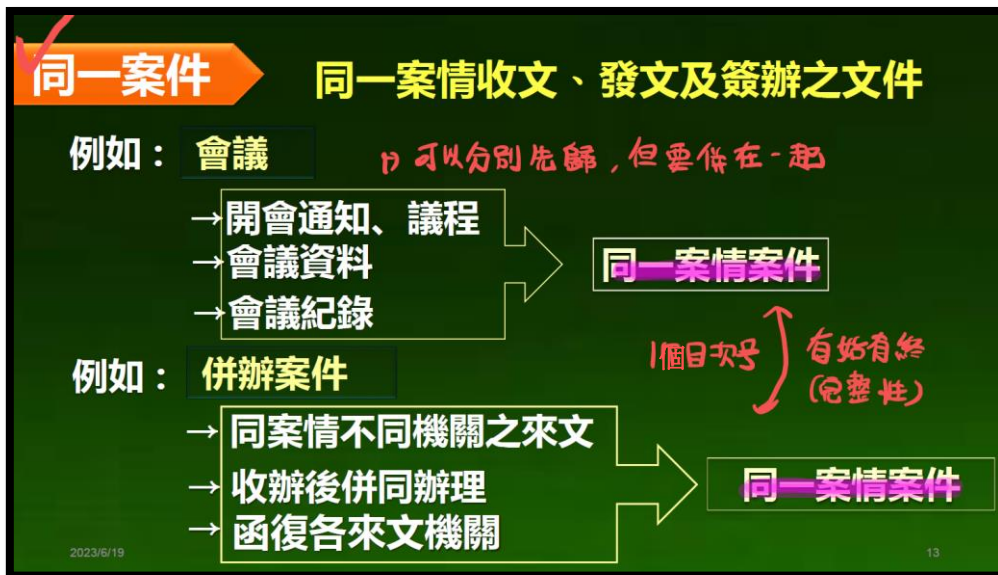 同一案件
同一案情收文、發文及簽辦之文件
例如：
會議
可以分別先歸，但要併在一起
→開會通知、議程
→會議資料
→會議紀錄
同一案情案件
1個目次号
有始有終
(完整性)
例如：
併辦案件
→ 同案情不同機關之來文
→ 收辦後併同辦理
→ 函復各來文機關
同一案情案件
2023/6/19
13